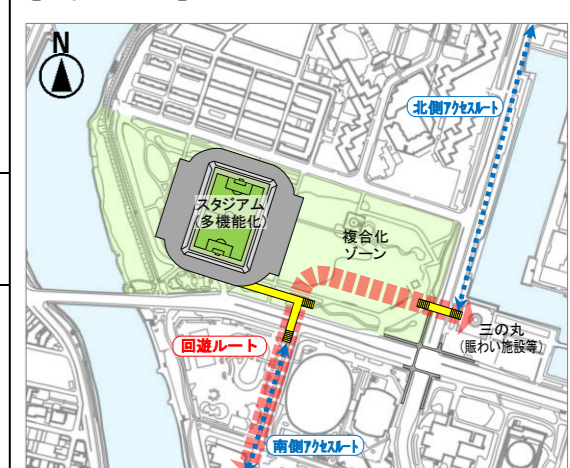 N
北側アクセスルート
スタジアム
(多機能化)
複合化
ゾーン
三の丸
(賑わい施設等)
回遊ルート
南側アクセスルート